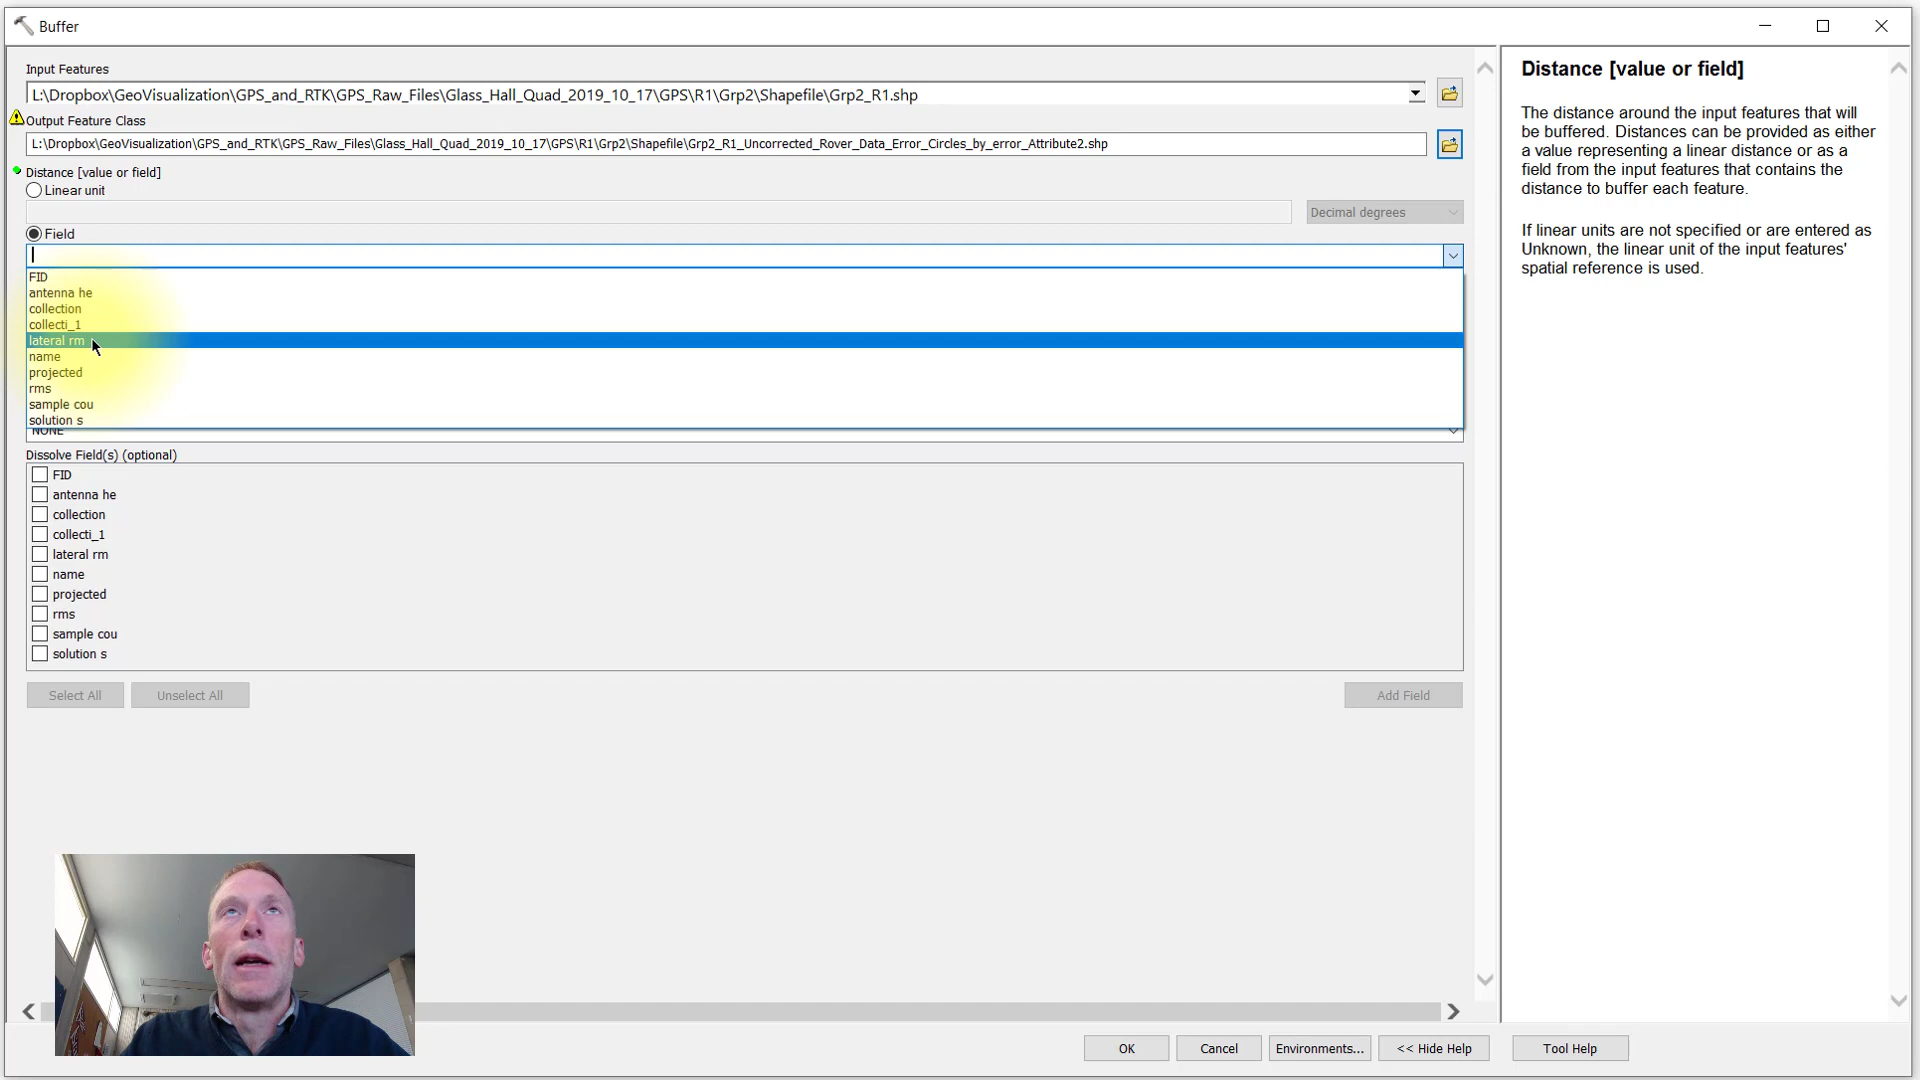 Buffer
Input Features
L:\Dropbox\GeoVisualization\GPS_and_RTK\GPS_Raw_Files\Glass_Hall_Quad_2019_10_17\GPS\R1\Grp2\Shapefile\Grp2_R1.shp
Output Feature Class
L:\Dropbox\GeoVisualization\GPS_and_RTK\GPS_Raw_Files\Glass_Hall_Quad_2019_10_17\GPS\R1\Grp2\Shapefile\Grp2_R1_Uncorrected_Rover_Data_Error_Circles_by_error_Attribute2.shp
Distance [value or field]
Linear unit
Decimal degrees
Field
FID
antenna he
collection
collecti_1
lateral rm
name
projected
rms
sample cou
solution s
NONE
Dissolve Field(s) (optional)
FID
antenna he
collection
collecti_1
lateral rm
name
projected
rms
sample cou
solution s
Select All
Unselect All
Add Field
OK
Cancel
Environments...
<< Hide Help
Tool Help
Distance [value or field]
The distance around the input features that will
be buffered. Distances can be provided as either
a value representing a linear distance or as a
field from the input features that contains the
distance to buffer each feature.
If linear units are not specified or are entered as
Unknown, the linear unit of the input features'
spatial reference is used.